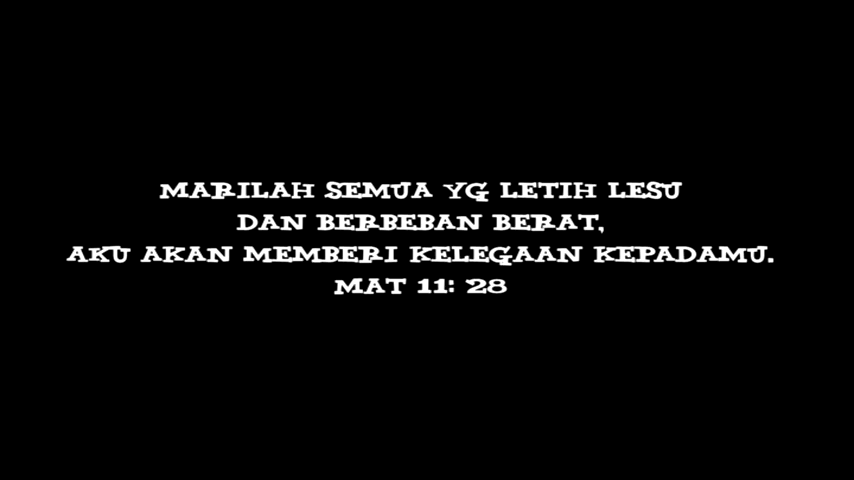 MARILAH SEMUA YG LETIH LESU
DAN BERBEBAN BERAT,
AKU AKAN MEMBERI KELEGAAN KEPADAMU.
MAT 11: 28